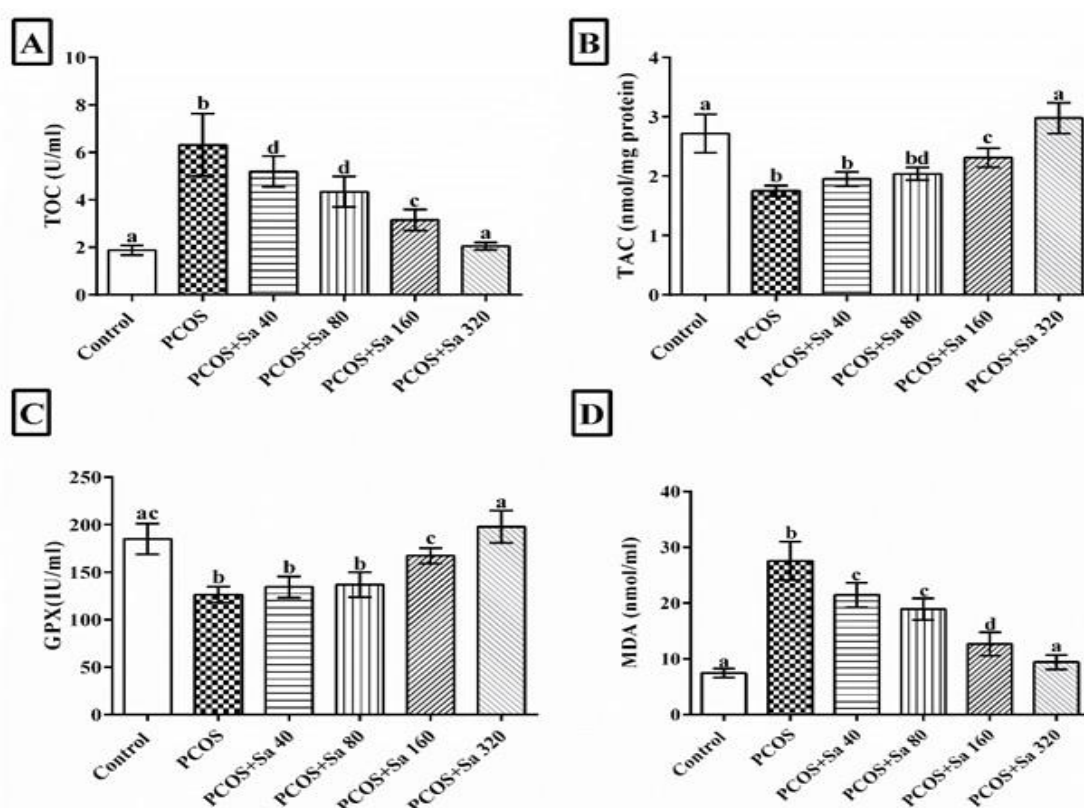 A
TOC (U/ml)
10
8
6
4
2
0
a
b
d
d
c
a
Control
PCOS
PCOS+Sa 40
PCOS+Sa 80
PCOS+Sa 160
PCOS+Sa 320
B
TAC (nmol/mg protein)
4
3
2
1
0
a
b
b
bd
c
a
Control
PCOS
PCOS+Sa 40
PCOS+Sa 80
PCOS+Sa 160
PCOS+Sa 320
C
GPX(IU/ml)
250
200
150
100
50
0
ac
b
b
b
c
a
Control
PCOS
PCOS+Sa 40
PCOS+Sa 80
PCOS+Sa 160
PCOS+Sa 320
D
MDA (nmol/ml)
40
30
20
10
0
a
b
c
c
d
a
Control
PCOS
PCOS+Sa 40
PCOS+Sa 80
PCOS+Sa 160
PCOS+Sa 320